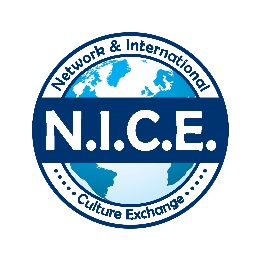 Network & International
N.I.C.E.
Culture Exchange